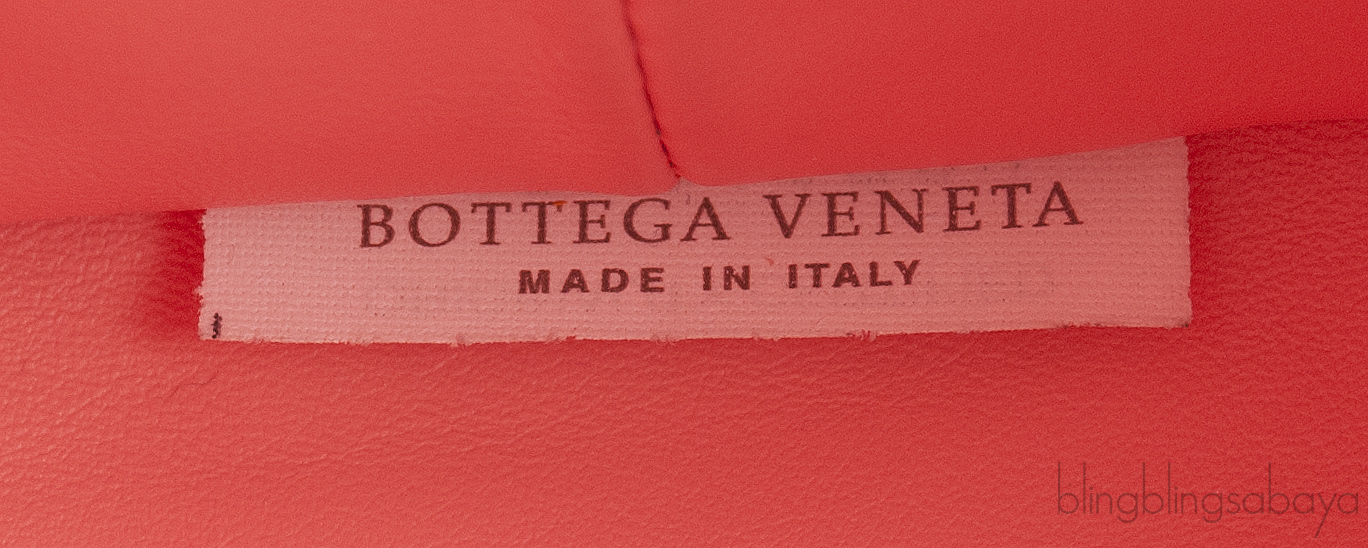 BOTTEGA VENETA
MADE IN ITALY
blingblingsabaya